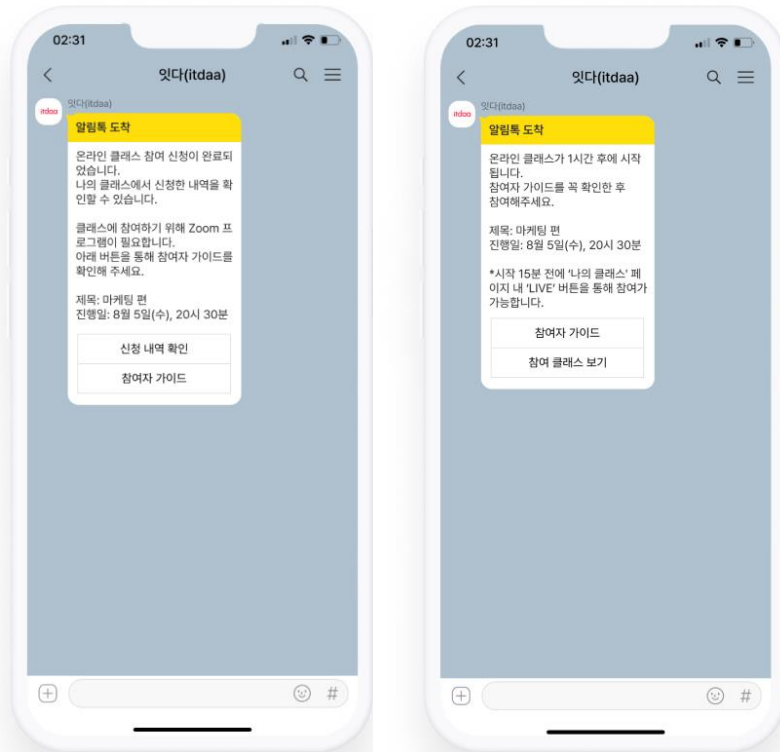 02:31
잇다(itdaa)
itdaa
잇다(itdaa)
알림톡 도착
온라인 클래스 참여 신청이 완료되
었습니다.
나의 클래스에서 신청한 내역을 확
인할 수 있습니다.
클래스에 참여하기 위해 Zoom 프
로그램이 필요합니다.
아래 버튼을 통해 참여자 가이드를
확인해 주세요.
제목: 마케팅 편
진행일: 8월 5일(수), 20시 30분
신청 내역 확인
참여자 가이드
#
02:31
잇다(itdaa)
itdaa
잇다(itdaa)
알림톡 도착
온라인 클래스가 1시간 후에 시작
됩니다.
참여자 가이드를 꼭 확인한 후
참여해주세요.
제목: 마케팅 편
진행일: 8월 5일(수), 20시 30분
*시작 15분 전에 ‘나의 클래스’ 페
이지 내 ‘LIVE’ 버튼을 통해 참여가
가능합니다.
참여자 가이드
참여 클래스 보기
#